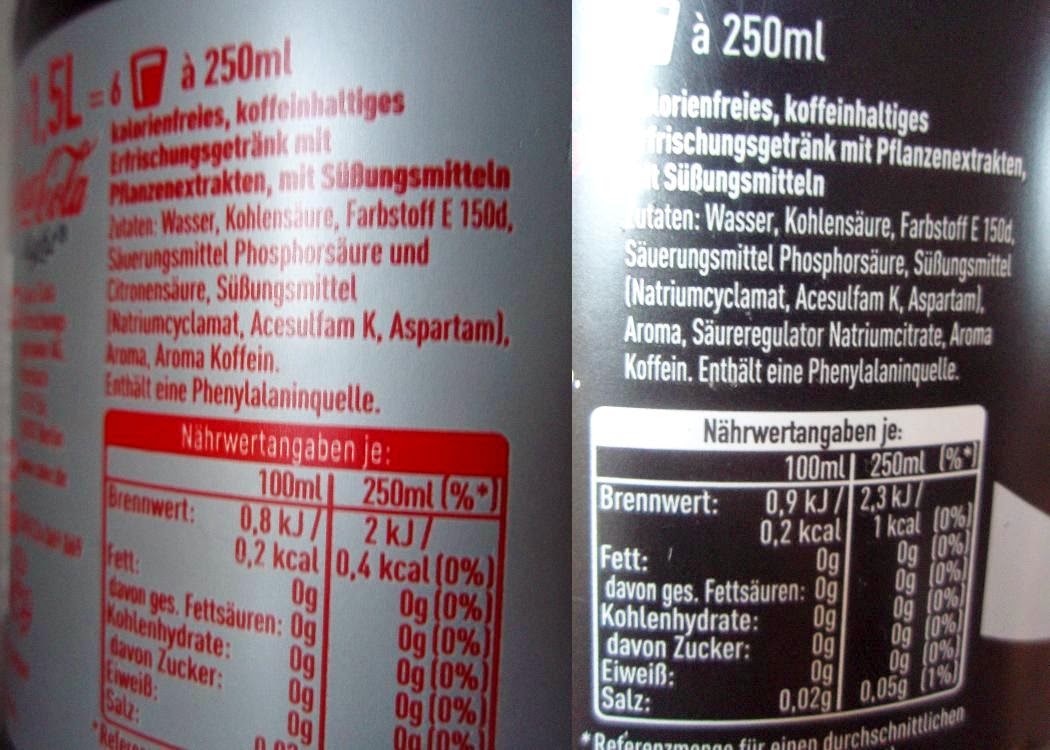 1,5L = 6 à 250ml
kalorienfreies, koffeinhaltiges
Erfrischungsgetränk mit
Pflanzenextrakten, mit Süßungsmitteln
Zutaten: Wasser, Kohlensäure, Farbstoff E 150d,
Säuerungsmittel Phosphorsäure und
Citronensäure, Süßungsmittel
(Natriumcyclamat, Acesulfam K, Aspartam),
Aroma, Aroma Koffein.
Enthält eine Phenylalaninquelle.
Nährwertangaben je:
100ml 250ml (%*)
Brennwert: 0,8 kJ/ 2 kJ/
0,2 kcal 0,4 kcal (0%)
Fett: 0g 0g (0%)
davon ges. Fettsäuren: 0g 0g (0%)
Kohlenhydrate: 0g 0g (0%)
davon Zucker: 0g 0g (0%)
Eiweiß: 0g 0g (0%)
Salz:
à 250ml
lorienfreies, koffeinhaltiges
frischungsgetränk mit Pflanzenextrakten,
t Süßungsmitteln
utaten: Wasser, Kohlensäure, Farbstoff E 150d,
Säuerungsmittel Phosphorsäure, Süßungsmittel
(Natriumcyclamat, Acesulfam K, Aspartam),
Aroma, Säureregulator Natriumcitrate, Aroma
Koffein. Enthält eine Phenylalaninquelle.
Nährwertangaben je:
100ml 250ml (%*)
Brennwert: 0,9 kJ/ 2,3 kJ/
0,2 kcal 1 kcal (0%)
Fett: 0g 0g (0%)
davon ges. Fettsäuren: 0g 0g (0%)
Kohlenhydrate: 0g 0g (0%)
davon Zucker: 0g 0g (0%)
Eiweiß: 0g 0g (0%)
Salz: 0,02g 0,05g (1%)
*Referenzmenge für einen durchschnittlichen